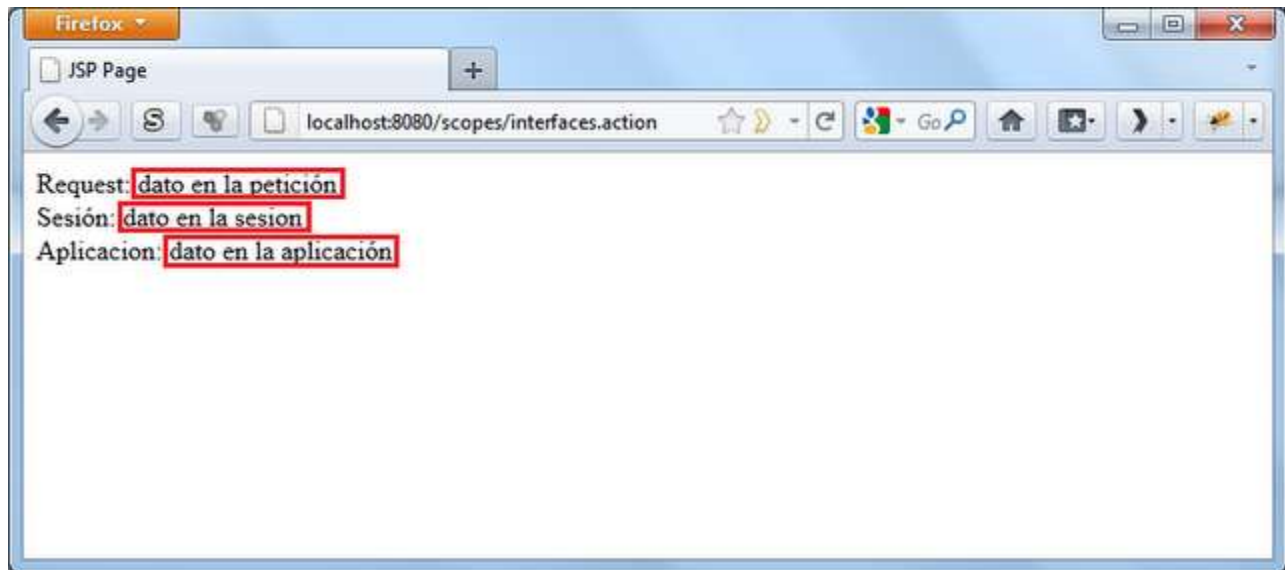 Firefox
JSP Page
localhost:8080/scopes/interfaces.action
Goo
Request: dato en la petición
Sesión: dato en la sesion
Aplicacion: dato en la aplicación